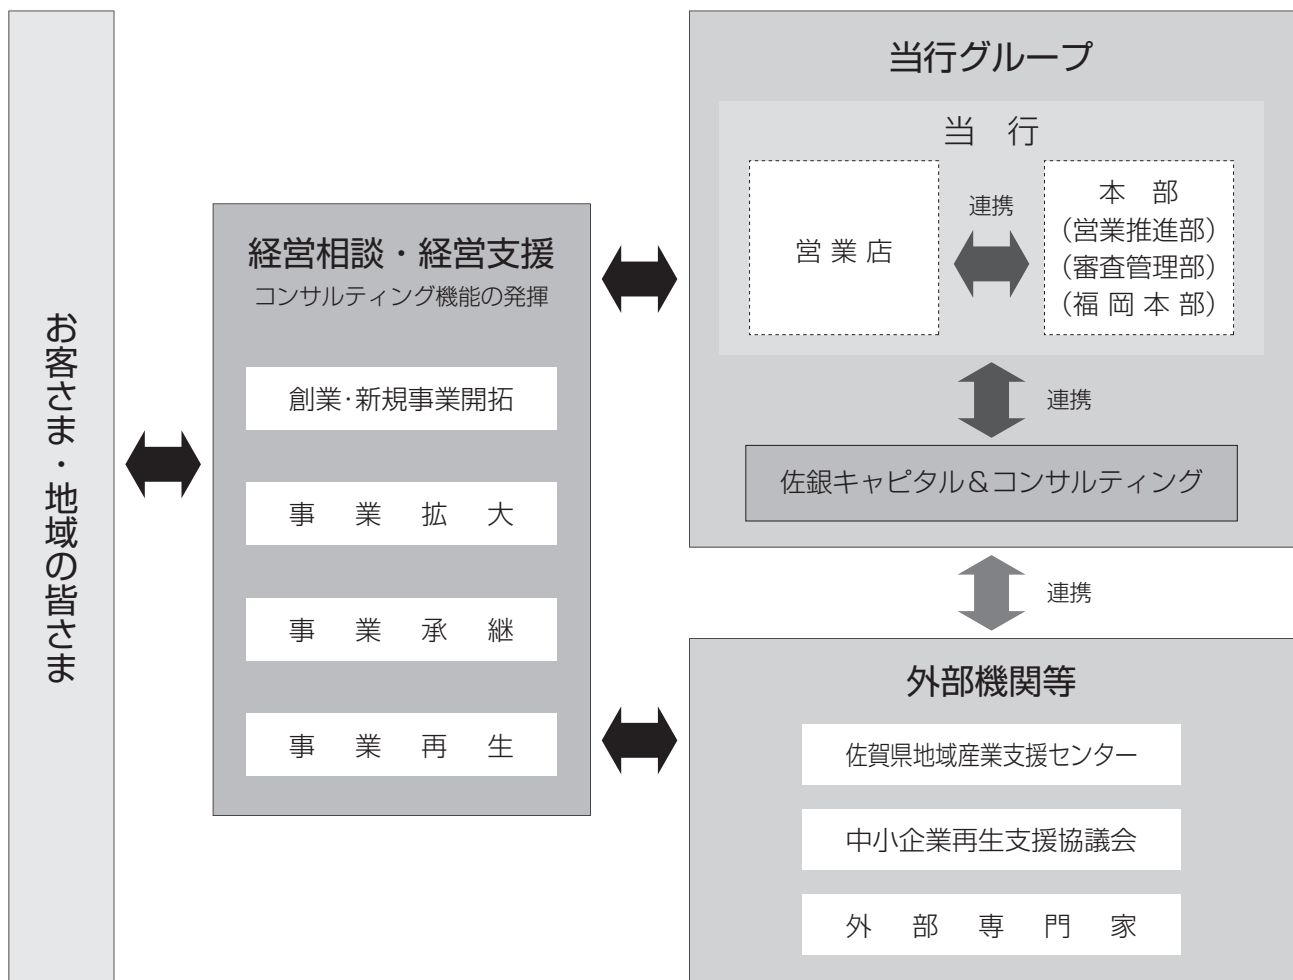 お客さま・地域の皆さま
経営相談・経営支援
コンサルティング機能の発揮
創業・新規事業開拓
事業拡大
事業承継
事業再生
当行グループ
当行
営業店
連携
本部
（営業推進部）
（審査管理部）
（福岡本部）
連携
佐銀キャピタル＆コンサルティング
連携
外部機関等
佐賀県地域産業支援センター
中小企業再生支援協議会
外部専門家